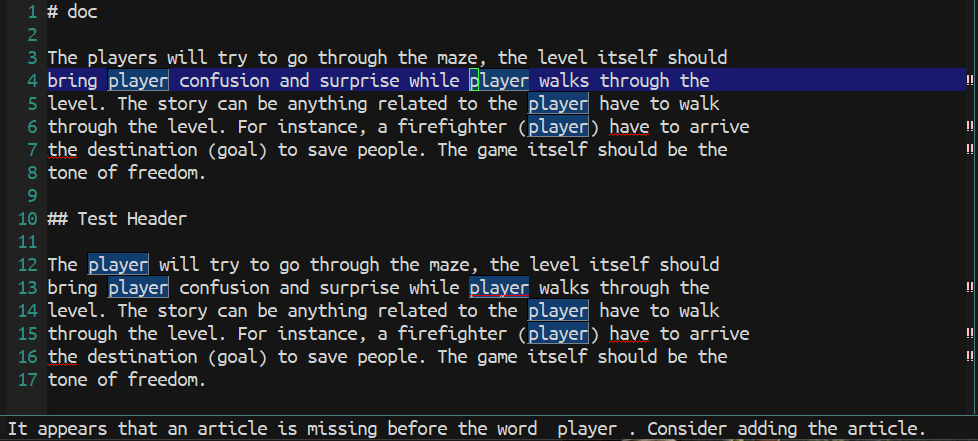 1 # doc
2
3 The players will try to go through the maze, the level itself should
4 bring player confusion and surprise while player walks through the !!
5 level. The story can be anything related to the player have to walk
6 through the level. For instance, a firefighter (player) have to arrive !!
7 the destination (goal) to save people. The game itself should be the !!
8 tone of freedom.
9
10 ## Test Header
11
12 The player will try to go through the maze, the level itself should
13 bring player confusion and surprise while player walks through the !!
14 level. The story can be anything related to the player have to walk
15 through the level. For instance, a firefighter (player) have to arrive !!
16 the destination (goal) to save people. The game itself should be the !!
17 tone of freedom.
It appears that an article is missing before the word  player . Consider adding the article.